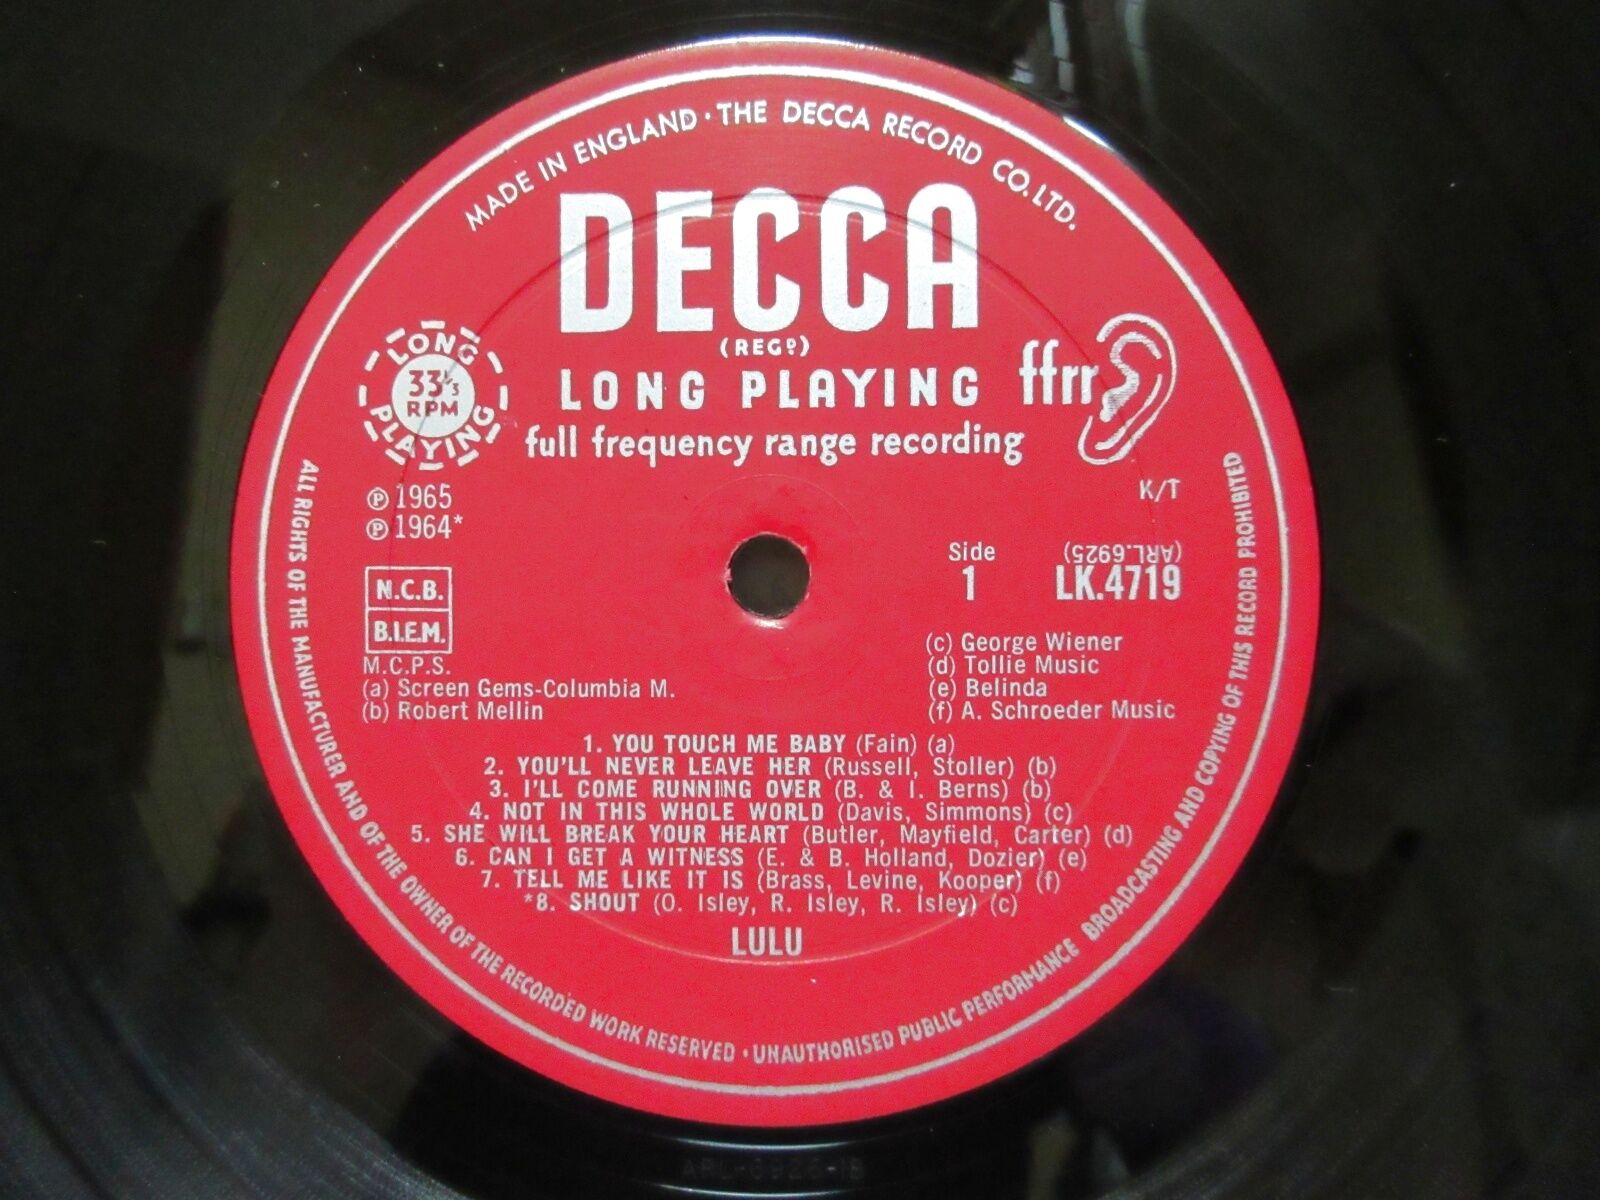 MADE IN ENGLAND · THE DECCA RECORD CO. LTD.
DECCA
(REGD)
LONG PLAYING
full frequency range recording
ffrr
LONG
33 1/3
RPM
PLAYING
K/T
℗ 1965
℗ 1964*
Side
1
(ARL.6925)
LK.4719
N.C.B.
B.I.E.M.
M.C.P.S.
(a) Screen Gems-Columbia M.
(b) Robert Mellin
(c) George Wiener
(d) Tollie Music
(e) Belinda
(f) A. Schroeder Music
1. YOU TOUCH ME BABY (Fain) (a)
2. YOU'LL NEVER LEAVE HER (Russell, Stoller) (b)
3. I'LL COME RUNNING OVER (B. & I. Berns) (b)
4. NOT IN THIS WHOLE WORLD (Davis, Simmons) (c)
5. SHE WILL BREAK YOUR HEART (Butler, Mayfield, Carter) (d)
6. CAN I GET A WITNESS (E. & B. Holland, Dozier) (e)
7. TELL ME LIKE IT IS (Brass, Levine, Kooper) (f)
*8. SHOUT (O. Isley, R. Isley, R. Isley) (c)
LULU
ALL RIGHTS OF THE MANUFACTURER AND OF THE OWNER OF THE RECORDED WORK RESERVED · UNAUTHORISED PUBLIC PERFORMANCE BROADCASTING AND COPYING OF THIS RECORD PROHIBITED